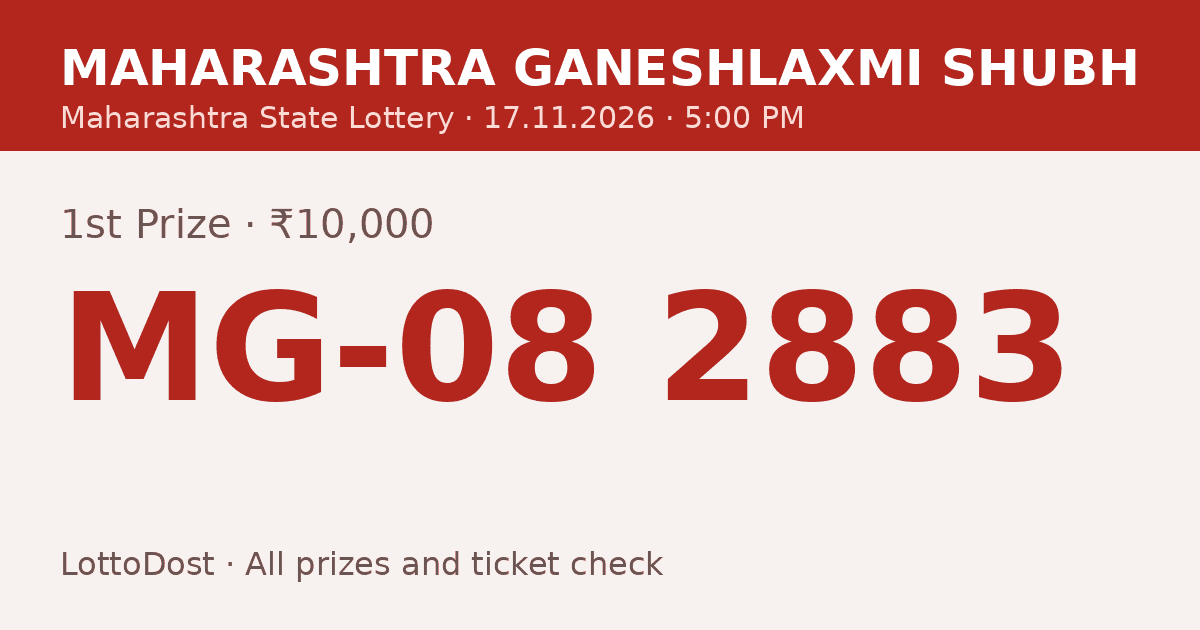 MAHARASHTRA GANESHLAXMI SHUBH
Maharashtra State Lottery · 17.11.2026 · 5:00 PM
1st Prize · ₹10,000
MG-08 2883
LottoDost · All prizes and ticket check